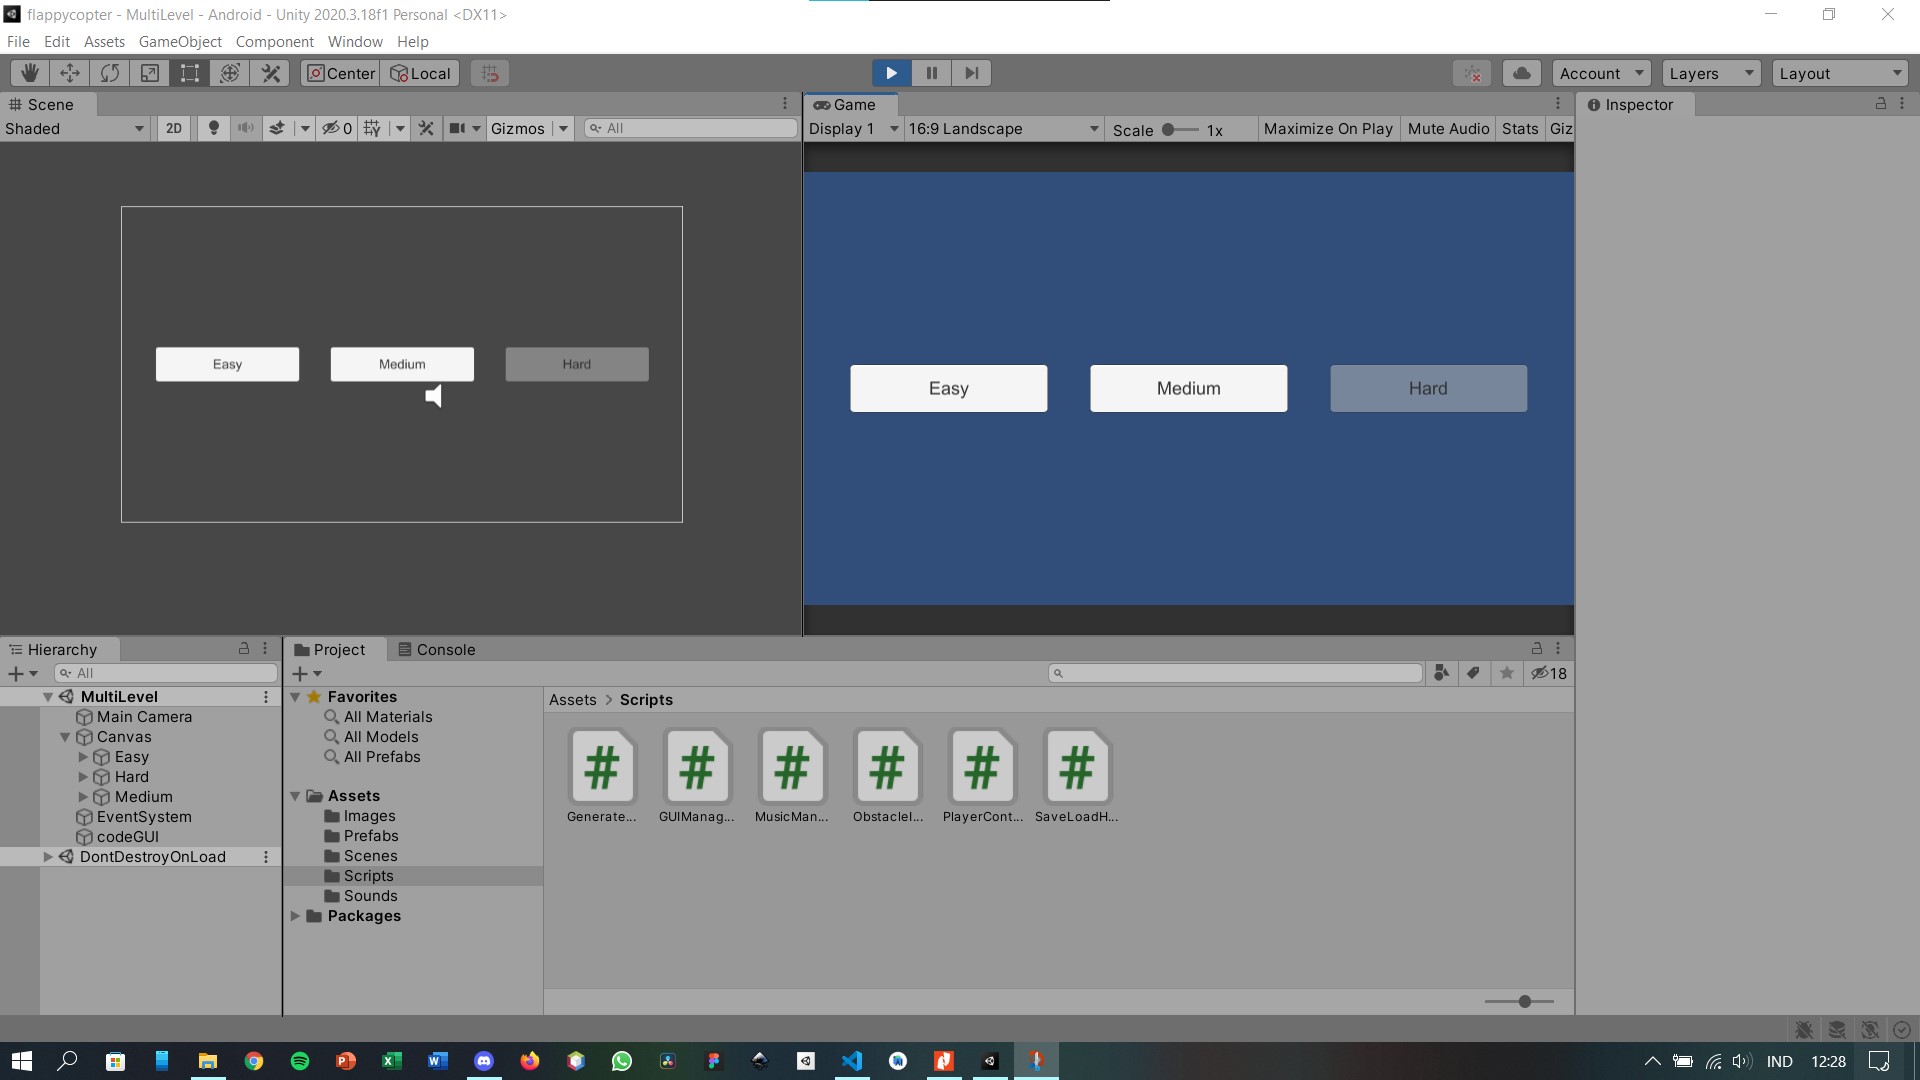 flappycopter - MultiLevel - Android - Unity 2020.3.18f1 Personal <DX11>
File Edit Assets GameObject Component Window Help
Center Local Account Layers Layout
Scene Game Inspector
Shaded 2D 0 Gizmos All Display 1 16:9 Landscape Scale 1x Maximize On Play Mute Audio Stats Giz
Easy Medium Hard
Easy Medium Hard
Hierarchy
All
MultiLevel
Main Camera
Canvas
Easy
Hard
Medium
EventSystem
codeGUI
DontDestroyOnLoad
Project Console
18
Favorites
All Materials
All Models
All Prefabs
Assets
Images
Prefabs
Scenes
Scripts
Sounds
Packages
Assets > Scripts
# # # # # #
Generate... GUIManag... MusicMan... ObstacleI... PlayerCont... SaveLoadH...
IND 12:28